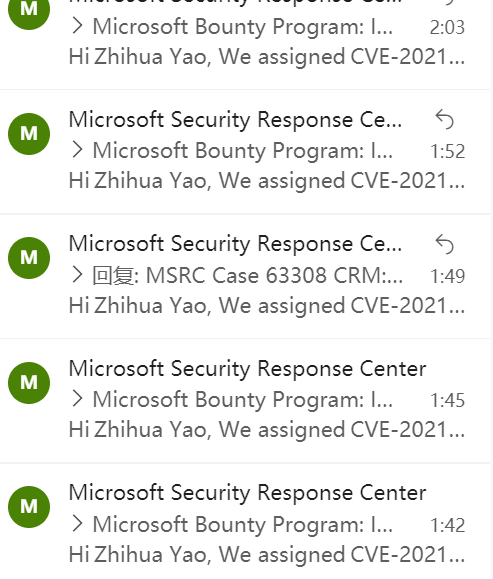 M
Microsoft Security Response Ce...
> Microsoft Bounty Program: I... 2:03
Hi Zhihua Yao, We assigned CVE-2021...
M
Microsoft Security Response Ce...
> Microsoft Bounty Program: I... 1:52
Hi Zhihua Yao, We assigned CVE-2021...
M
Microsoft Security Response Ce...
> 回复: MSRC Case 63308 CRM:... 1:49
Hi Zhihua Yao, We assigned CVE-2021...
M
Microsoft Security Response Center
> Microsoft Bounty Program: I... 1:45
Hi Zhihua Yao, We assigned CVE-2021...
M
Microsoft Security Response Center
> Microsoft Bounty Program: I... 1:42
Hi Zhihua Yao, We assigned CVE-2021...